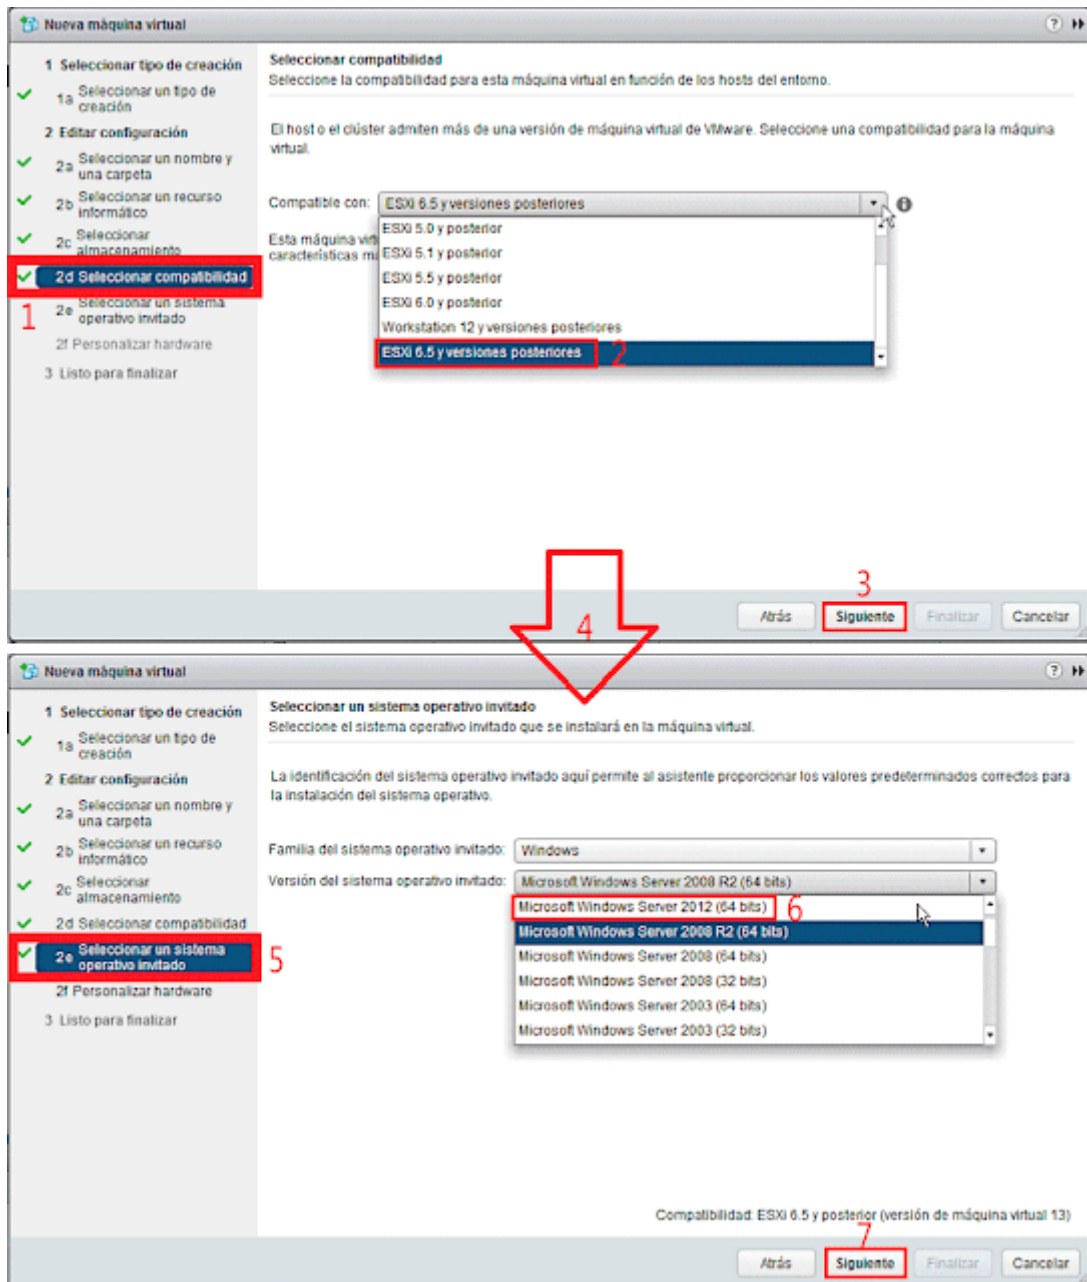 Nueva máquina virtual
1 Seleccionar tipo de creación
1a Seleccionar un tipo de
creación
2 Editar configuración
2a Seleccionar un nombre y
una carpeta
2b Seleccionar un recurso
informático
2c Seleccionar
almacenamiento
2d Seleccionar compatibilidad
1
2e Seleccionar un sistema
operativo invitado
2f Personalizar hardware
3 Listo para finalizar
Seleccionar compatibilidad
Seleccione la compatibilidad para esta máquina virtual en función de los hosts del entorno.
El host o el clúster admiten más de una versión de máquina virtual de VMware. Seleccione una compatibilidad para la máquina
virtual.
Compatible con: ESXi 6.5 y versiones posteriores
Esta máquina virt
características m
ESXi 5.0 y posterior
ESXi 5.1 y posterior
ESXi 5.5 y posterior
ESXi 6.0 y posterior
Workstation 12 y versiones posteriores
ESXi 6.5 y versiones posteriores 2
3
Atrás Siguiente Finalizar Cancelar
4
Nueva máquina virtual
1 Seleccionar tipo de creación
1a Seleccionar un tipo de
creación
2 Editar configuración
2a Seleccionar un nombre y
una carpeta
2b Seleccionar un recurso
informático
2c Seleccionar
almacenamiento
2d Seleccionar compatibilidad
2e Seleccionar un sistema
operativo invitado
5
2f Personalizar hardware
3 Listo para finalizar
Seleccionar un sistema operativo invitado
Seleccione el sistema operativo invitado que se instalará en la máquina virtual.
La identificación del sistema operativo invitado aquí permite al asistente proporcionar los valores predeterminados correctos para
la instalación del sistema operativo.
Familia del sistema operativo invitado: Windows
Versión del sistema operativo invitado: Microsoft Windows Server 2008 R2 (64 bits)
Microsoft Windows Server 2012 (64 bits) 6
Microsoft Windows Server 2008 R2 (64 bits)
Microsoft Windows Server 2008 (64 bits)
Microsoft Windows Server 2008 (32 bits)
Microsoft Windows Server 2003 (64 bits)
Microsoft Windows Server 2003 (32 bits)
Compatibilidad: ESXi 6.5 y posterior (versión de máquina virtual 13)
7
Atrás Siguiente Finalizar Cancelar